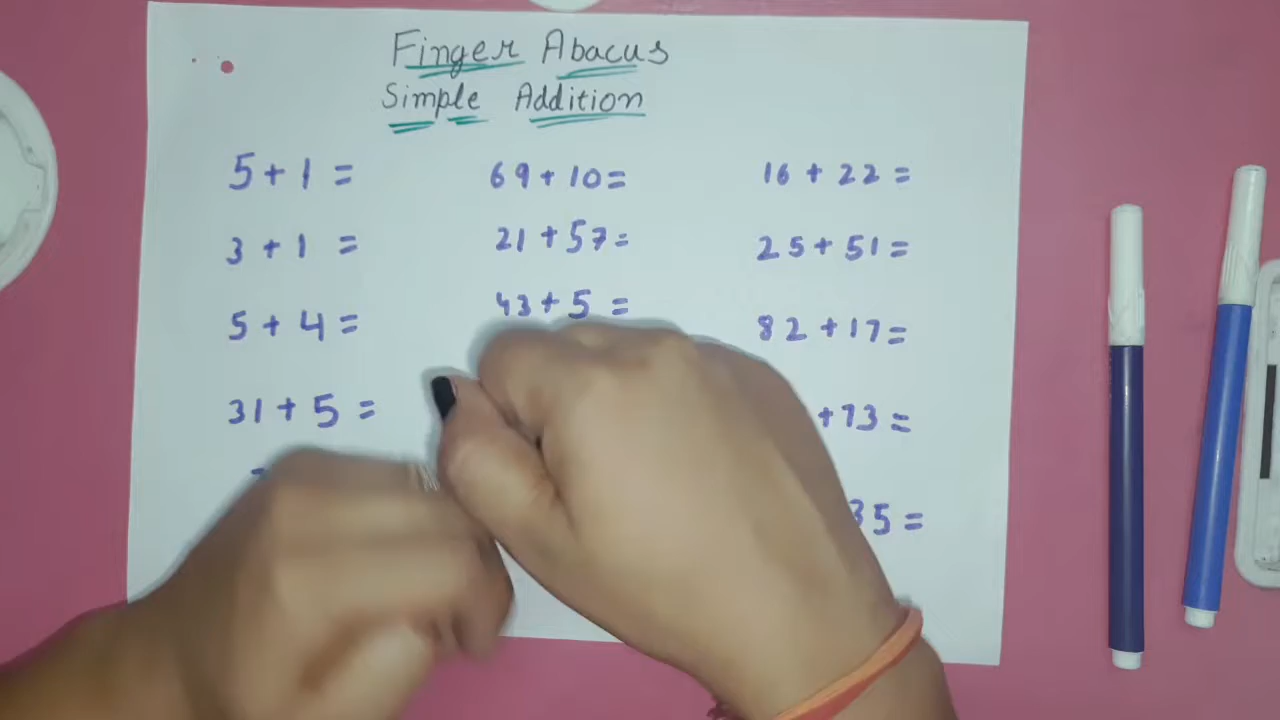 Finger Abacus
Simple Addition
5 + 1 =
3 + 1 =
5 + 4 =
31 + 5 =
69 + 10 =
21 + 57 =
43 + 5 =
16 + 22 =
25 + 51 =
82 + 17 =
+ 13 =
35 =